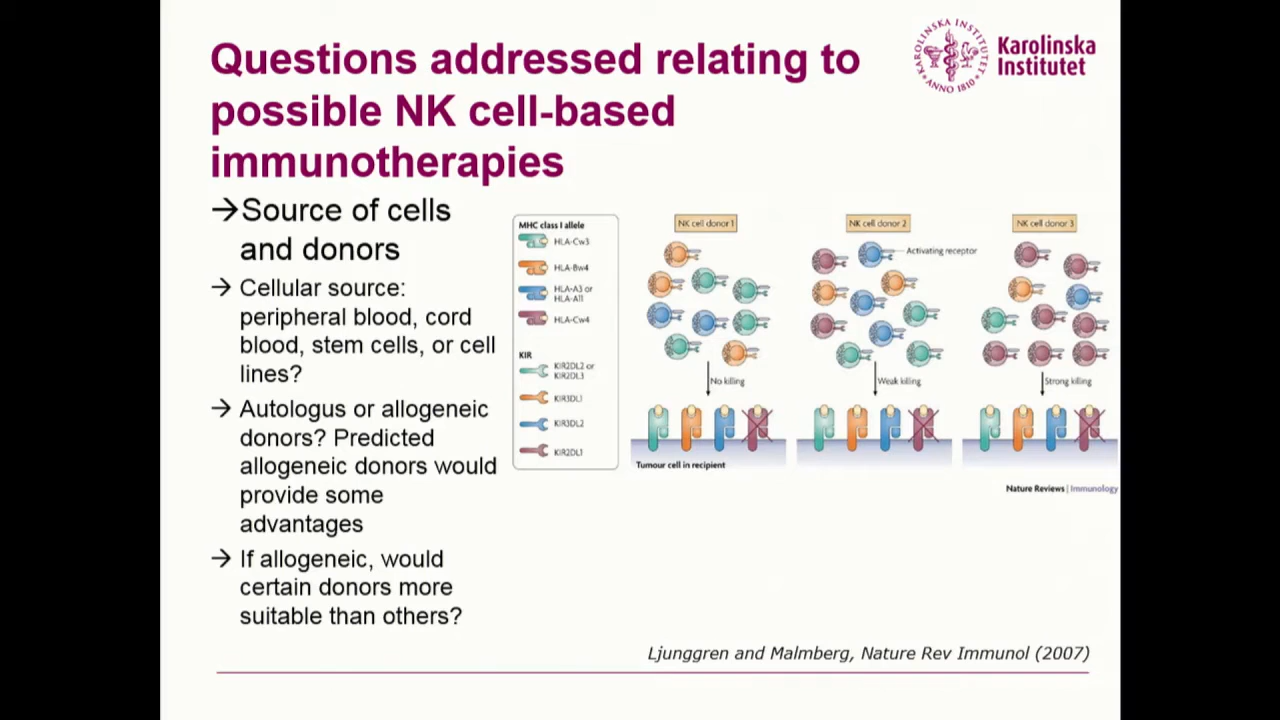 Questions addressed relating to
possible NK cell-based
immunotherapies
KAROLINSKA INSTITUTET
ANNO 1810
Karolinska
Institutet
→Source of cells
and donors
→ Cellular source:
peripheral blood, cord
blood, stem cells, or cell
lines?
→ Autologus or allogeneic
donors? Predicted
allogeneic donors would
provide some
advantages
→ If allogeneic, would
certain donors more
suitable than others?
MHC class I allele
HLA-Cw3
HLA-Bw4
HLA-A3 or
HLA-A11
HLA-Cw4
KIR
KIR2DL2 or
KIR2DL3
KIR3DL1
KIR3DL2
KIR2DL1
NK cell donor 1
No killing
Tumour cell in recipient
NK cell donor 2
Activating receptor
Weak killing
NK cell donor 3
Strong killing
Nature Reviews | Immunology
Ljunggren and Malmberg, Nature Rev Immunol (2007)